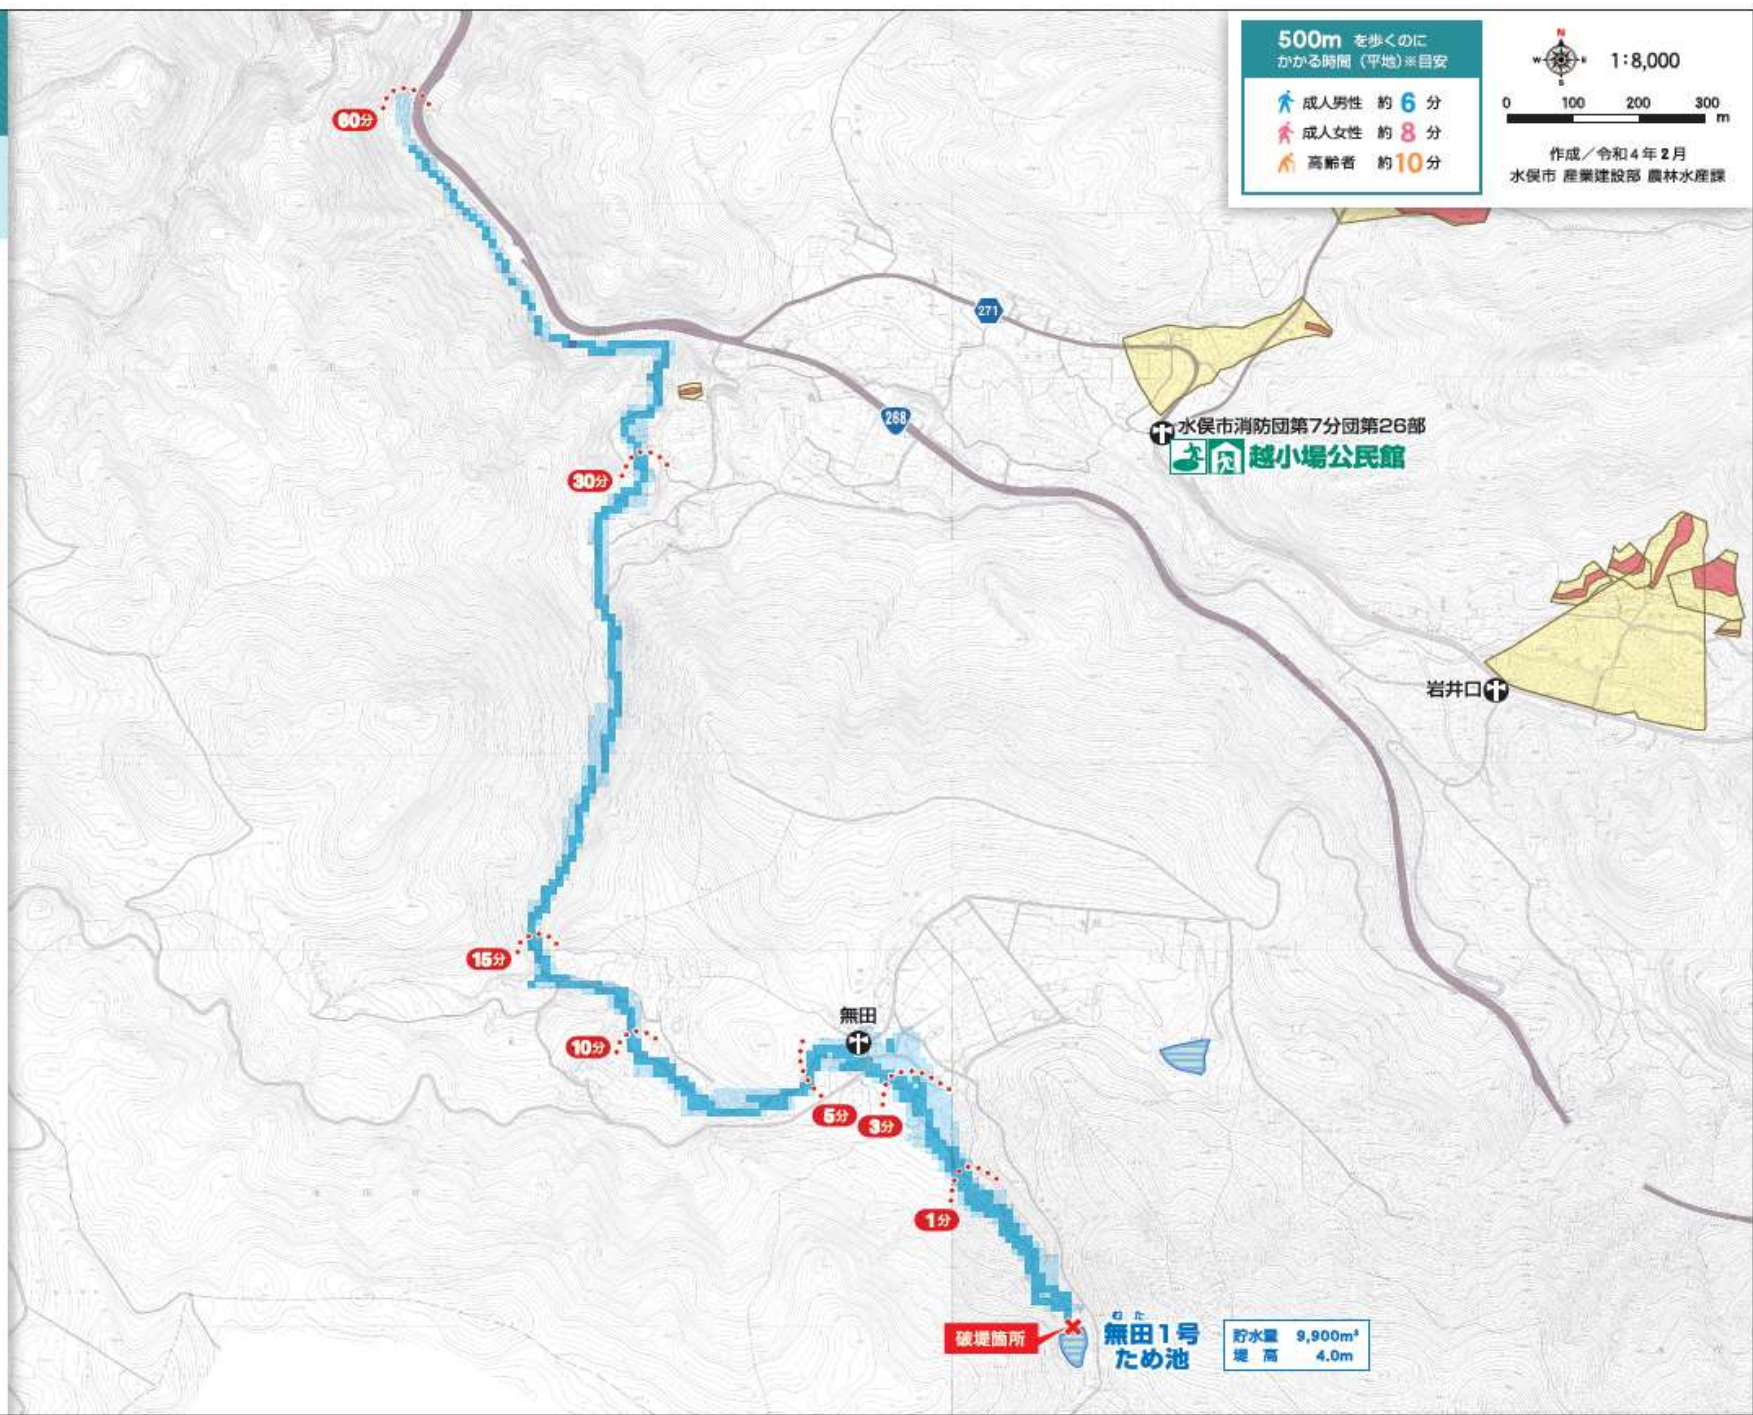 500m を歩くのに
かかる時間（平地）※目安
成人男性 約 6 分
成人女性 約 8 分
高齢者 約10分
N
W E
S
1:8,000
0 100 200 300
m
作成／令和4年2月
水俣市 産業建設部 農林水産課
60分
271
268
水俣市消防団第7分団第26部
越小場公民館
30分
岩井口
15分
無田
10分
5分
3分
1分
破堤箇所
むた
無田1号
ため池
貯水量 9,900m³
堤高 4.0m